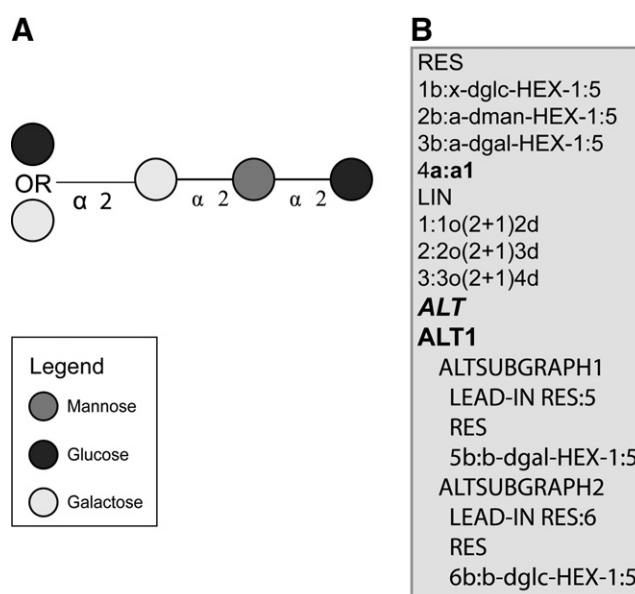 A
OR
α 2
α 2
α 2
Legend
Mannose
Glucose
Galactose
B
RES
1b:x-dglc-HEX-1:5
2b:a-dman-HEX-1:5
3b:a-dgal-HEX-1:5
4a:a1
LIN
1:1o(2+1)2d
2:2o(2+1)3d
3:3o(2+1)4d
ALT
ALT1
ALTSUBGRAPH1
LEAD-IN RES:5
RES
5b:b-dgal-HEX-1:5
ALTSUBGRAPH2
LEAD-IN RES:6
RES
6b:b-dglc-HEX-1:5